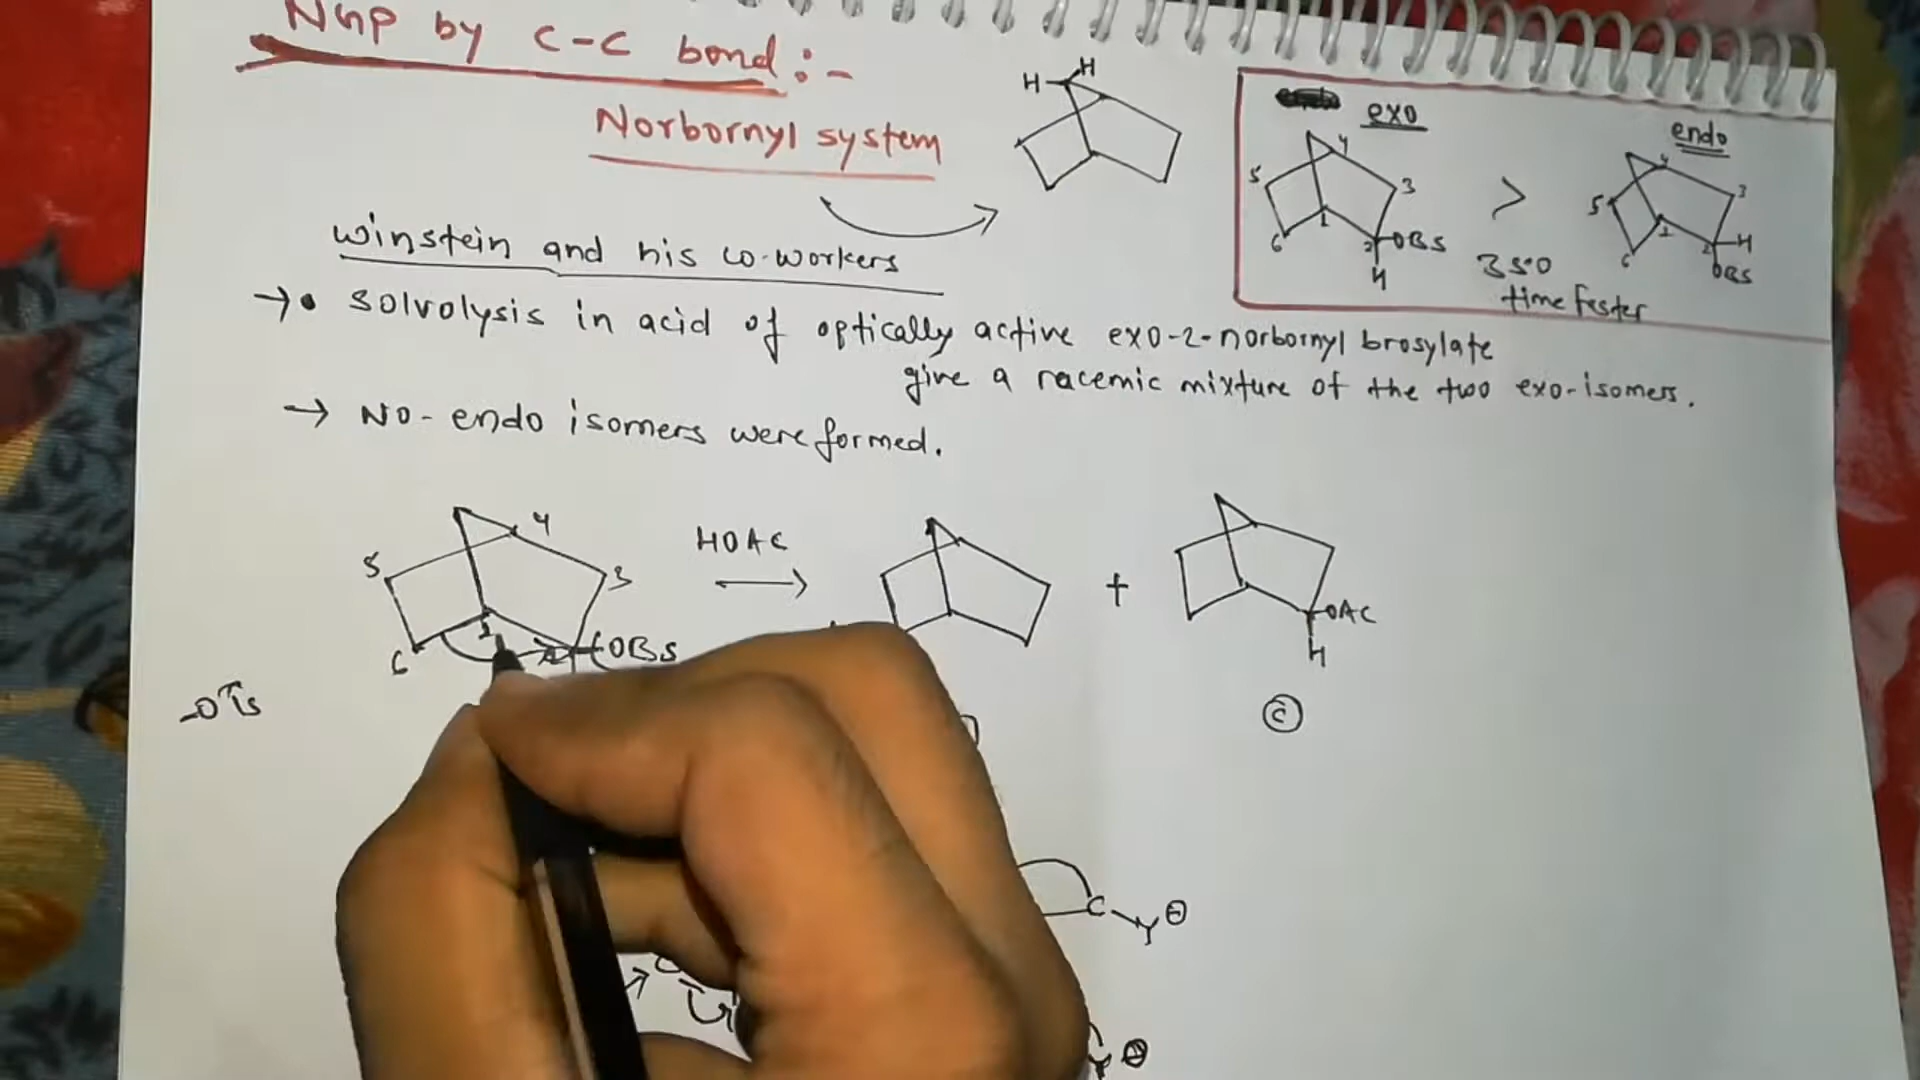 NGP by C-C bond :-
Norbornyl system
H H
exo
4
5
3
6
1
2
OBS
H
>
350
time fester
endo
4
5
3
6
1
2
H
OBS
Winstein and his co-workers
→• solvolysis in acid of optically active exo-2-norbornyl brosylate
give a racemic mixture of the two exo-isomers.
→ NO-endo isomers were formed.
4
5
3
6
1
OBS
HOAC
+
OAC
H
-OTS
C
C
Y⊖
Y⊖